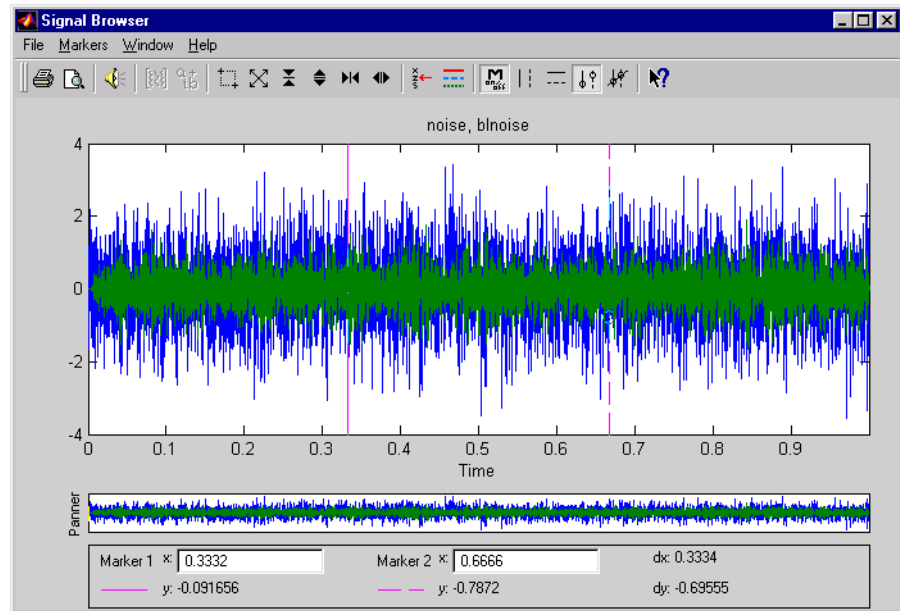 Signal Browser
File Markers Window Help
noise, blnoise
4
2
0
-2
-4
0 0.1 0.2 0.3 0.4 0.5 0.6 0.7 0.8 0.9
Time
Panner
Marker 1 x: 0.3332 Marker 2 x: 0.6666 dx: 0.3334
y: -0.091656 y: -0.7872 dy: -0.69555